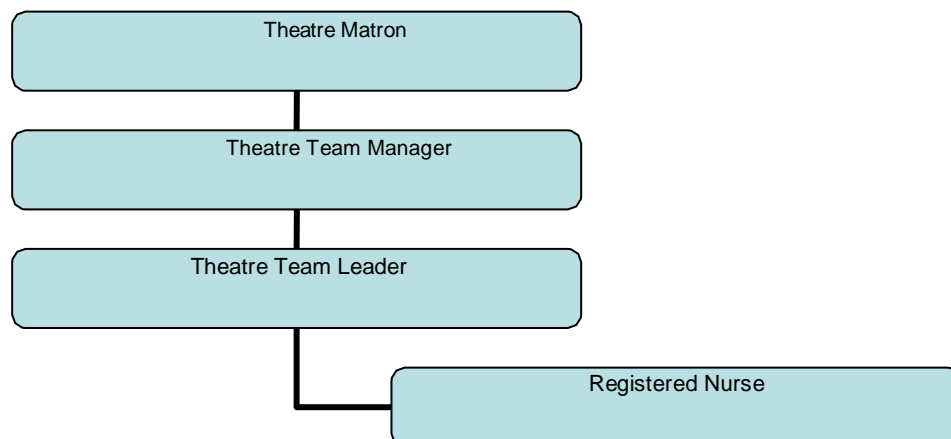 Theatre Matron
Theatre Team Manager
Theatre Team Leader
Registered Nurse